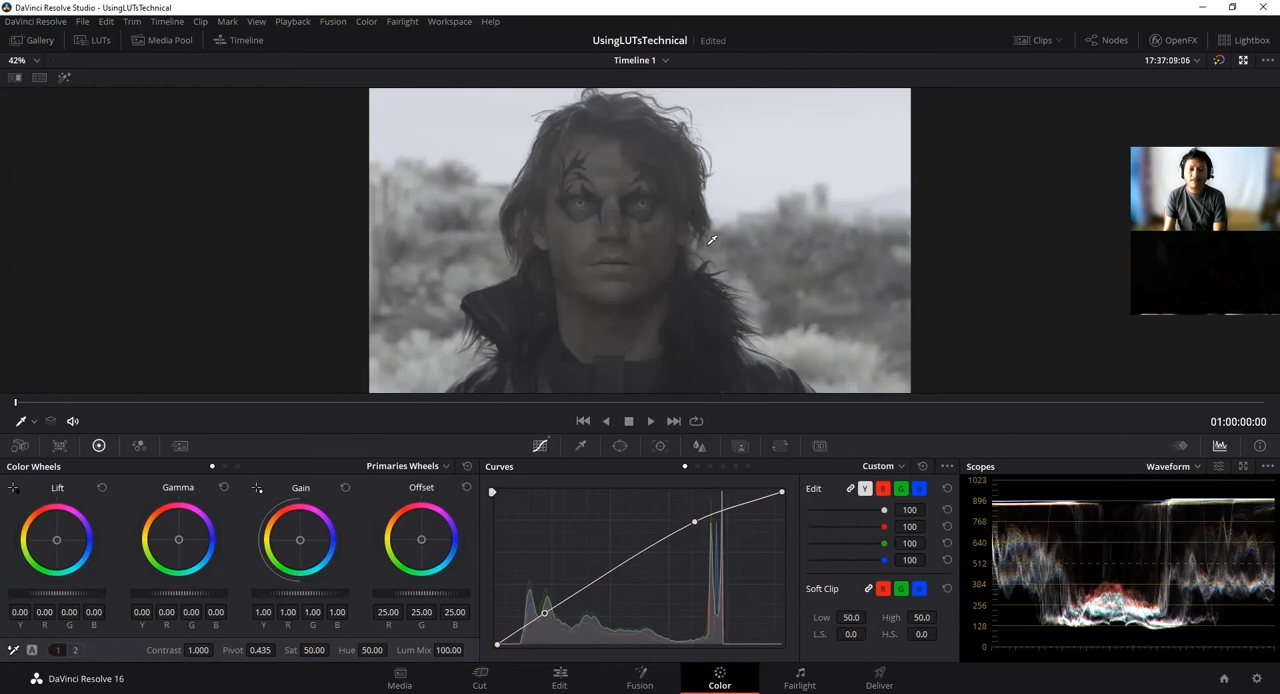 DaVinci Resolve Studio - UsingLUTsTechnical
DaVinci Resolve File Edit Trim Timeline Clip Mark View Playback Fusion Color Fairlight Workspace Help
Gallery LUTs Media Pool Timeline UsingLUTsTechnical Edited Clips Nodes OpenFX Lightbox
42% Timeline 1 17:37:09:06
01:00:00:00
Color Wheels Primaries Wheels Curves Custom Scopes Waveform
Lift Gamma Gain Offset Edit Y R G B
100
100
100
100
Soft Clip R G B
0.00 0.00 0.00 0.00 0.00 0.00 0.00 0.00 1.00 1.00 1.00 1.00 25.00 25.00 25.00
Y R G B Y R G B Y R G B R G B
Low 50.0 High 50.0
L.S. 0.0 H.S. 0.0
A 1 2 Contrast 1.000 Pivot 0.435 Sat 50.00 Hue 50.00 Lum Mix 100.00
1023
896
768
640
512
384
256
128
0
DaVinci Resolve 16 Media Cut Edit Fusion Color Fairlight Deliver